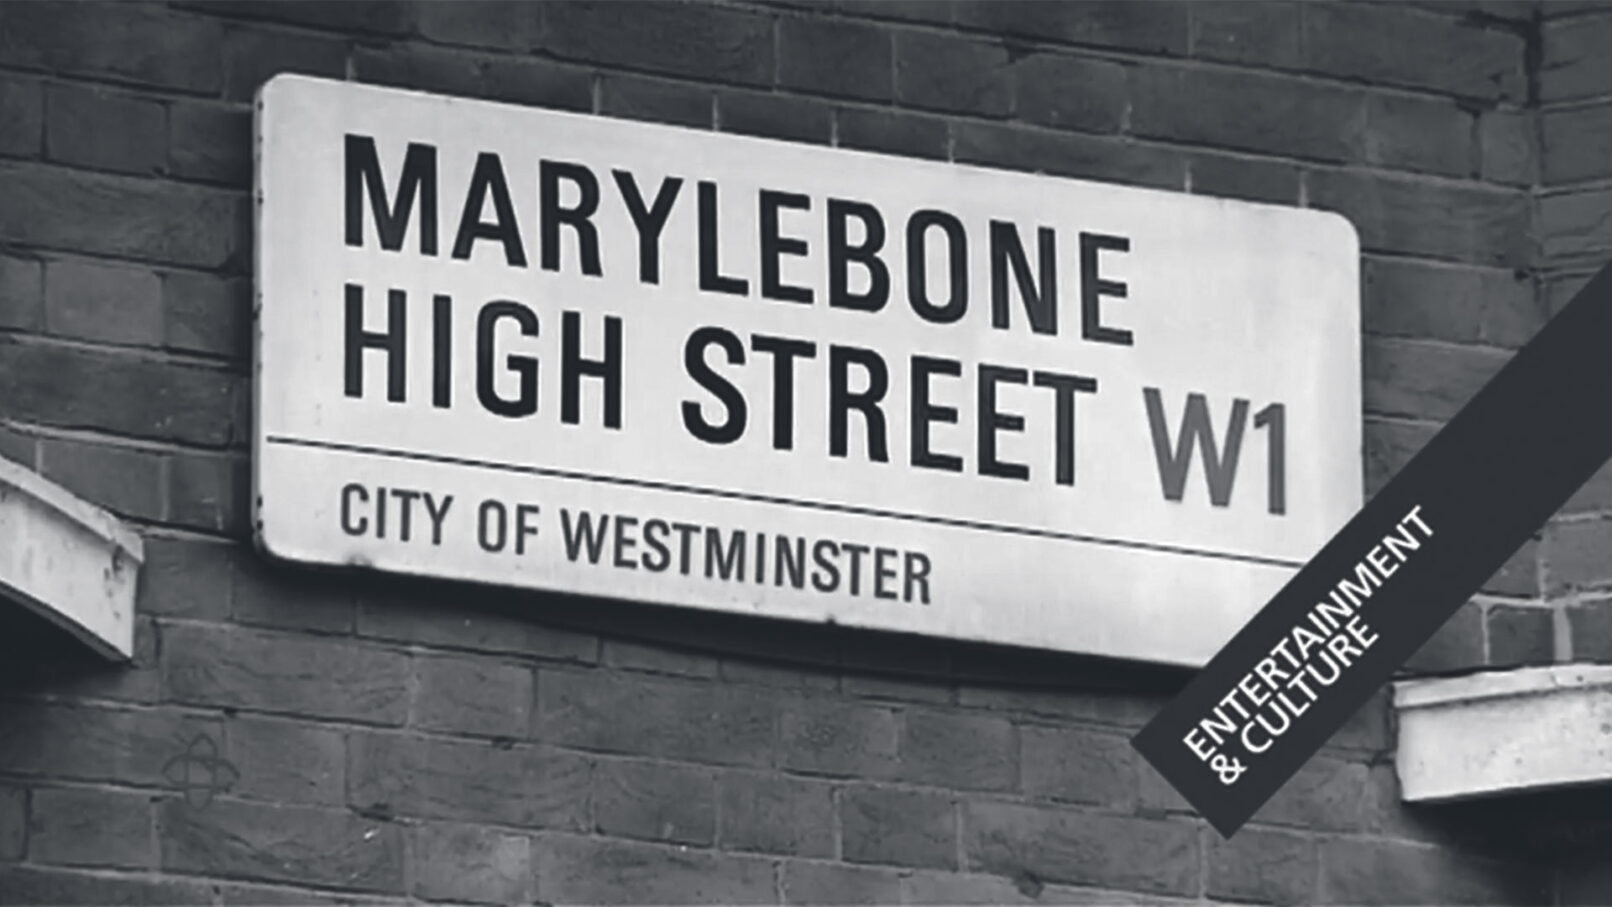 MARYLEBONE
HIGH STREET W1
CITY OF WESTMINSTER
ENTERTAINMENT
& CULTURE